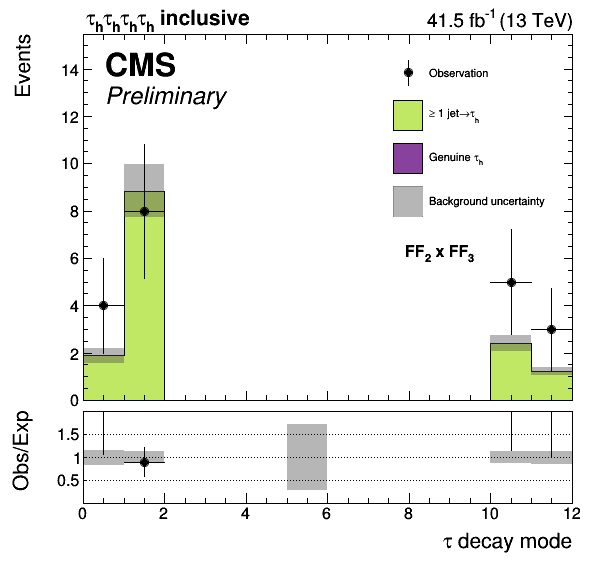 τhτhτhτh inclusive 41.5 fb⁻¹ (13 TeV)
Events
CMS
Preliminary
Observation
≥ 1 jet→τh
Genuine τh
Background uncertainty
FF₂ x FF₃
14
12
10
8
6
4
2
0
Obs/Exp
1.5
1
0.5
0 2 4 6 8 10 12
τ decay mode